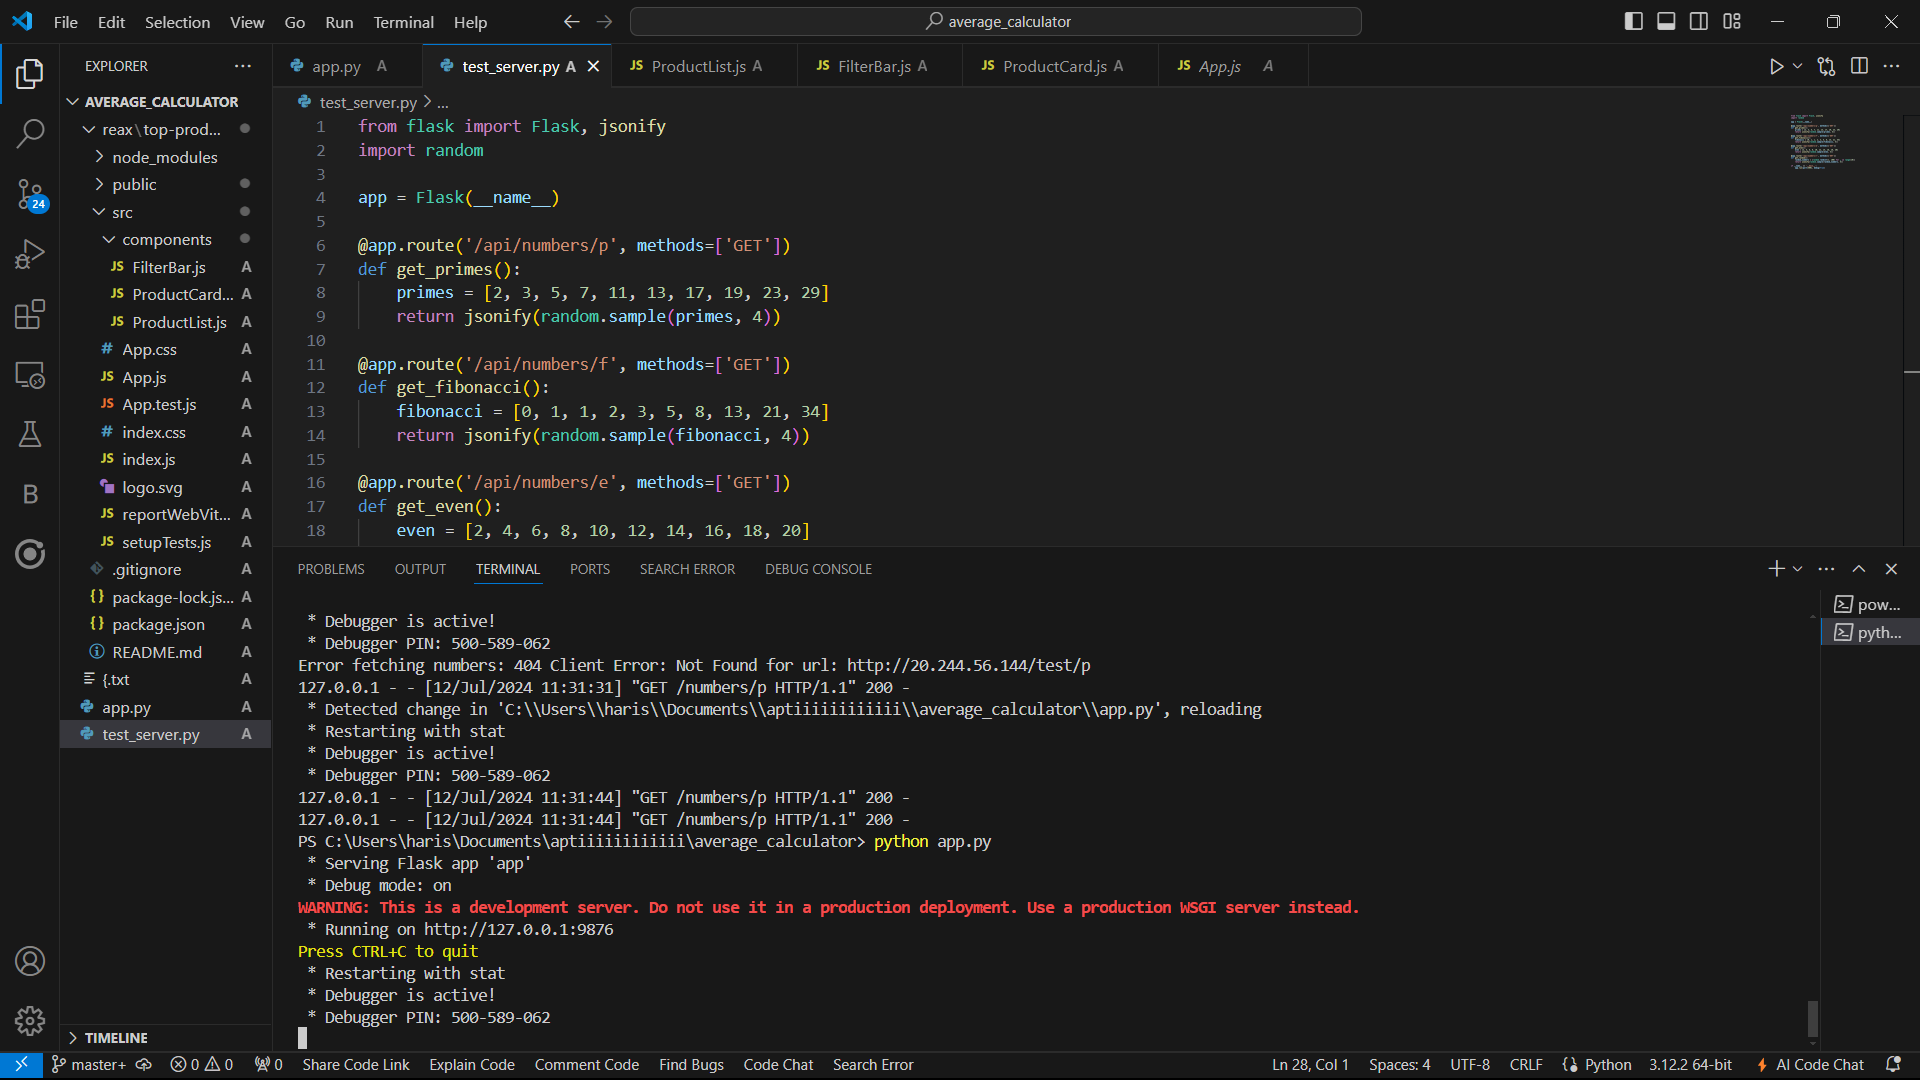 File Edit Selection View Go Run Terminal Help
average_calculator
EXPLORER
AVERAGE_CALCULATOR
reax\top-prod...
node_modules
public
src
components
JS FilterBar.js A
JS ProductCard... A
JS ProductList.js A
# App.css A
JS App.js A
JS App.test.js A
# index.css A
JS index.js A
logo.svg A
JS reportWebVit... A
JS setupTests.js A
.gitignore A
{} package-lock.js... A
{} package.json A
README.md A
{.txt A
app.py A
test_server.py A
TIMELINE
24
B
app.py A
test_server.py A
JS ProductList.js A
JS FilterBar.js A
JS ProductCard.js A
JS App.js A
test_server.py > ...
1 from flask import Flask, jsonify
2 import random
3
4 app = Flask(__name__)
5
6 @app.route('/api/numbers/p', methods=['GET'])
7 def get_primes():
8 primes = [2, 3, 5, 7, 11, 13, 17, 19, 23, 29]
9 return jsonify(random.sample(primes, 4))
10
11 @app.route('/api/numbers/f', methods=['GET'])
12 def get_fibonacci():
13 fibonacci = [0, 1, 1, 2, 3, 5, 8, 13, 21, 34]
14 return jsonify(random.sample(fibonacci, 4))
15
16 @app.route('/api/numbers/e', methods=['GET'])
17 def get_even():
18 even = [2, 4, 6, 8, 10, 12, 14, 16, 18, 20]
PROBLEMS OUTPUT TERMINAL PORTS SEARCH ERROR DEBUG CONSOLE
* Debugger is active!
* Debugger PIN: 500-589-062
Error fetching numbers: 404 Client Error: Not Found for url: http://20.244.56.144/test/p
127.0.0.1 - - [12/Jul/2024 11:31:31] "GET /numbers/p HTTP/1.1" 200 -
* Detected change in 'C:\\Users\\haris\\Documents\\aptiiiiiiiiiiii\\average_calculator\\app.py', reloading
* Restarting with stat
* Debugger is active!
* Debugger PIN: 500-589-062
127.0.0.1 - - [12/Jul/2024 11:31:44] "GET /numbers/p HTTP/1.1" 200 -
127.0.0.1 - - [12/Jul/2024 11:31:44] "GET /numbers/p HTTP/1.1" 200 -
PS C:\Users\haris\Documents\aptiiiiiiiiiiii\average_calculator> python app.py
* Serving Flask app 'app'
* Debug mode: on
WARNING: This is a development server. Do not use it in a production deployment. Use a production WSGI server instead.
* Running on http://127.0.0.1:9876
Press CTRL+C to quit
* Restarting with stat
* Debugger is active!
* Debugger PIN: 500-589-062
pow...
pyth...
master+ 0 0 0 Share Code Link Explain Code Comment Code Find Bugs Code Chat Search Error
Ln 28, Col 1 Spaces: 4 UTF-8 CRLF Python 3.12.2 64-bit AI Code Chat